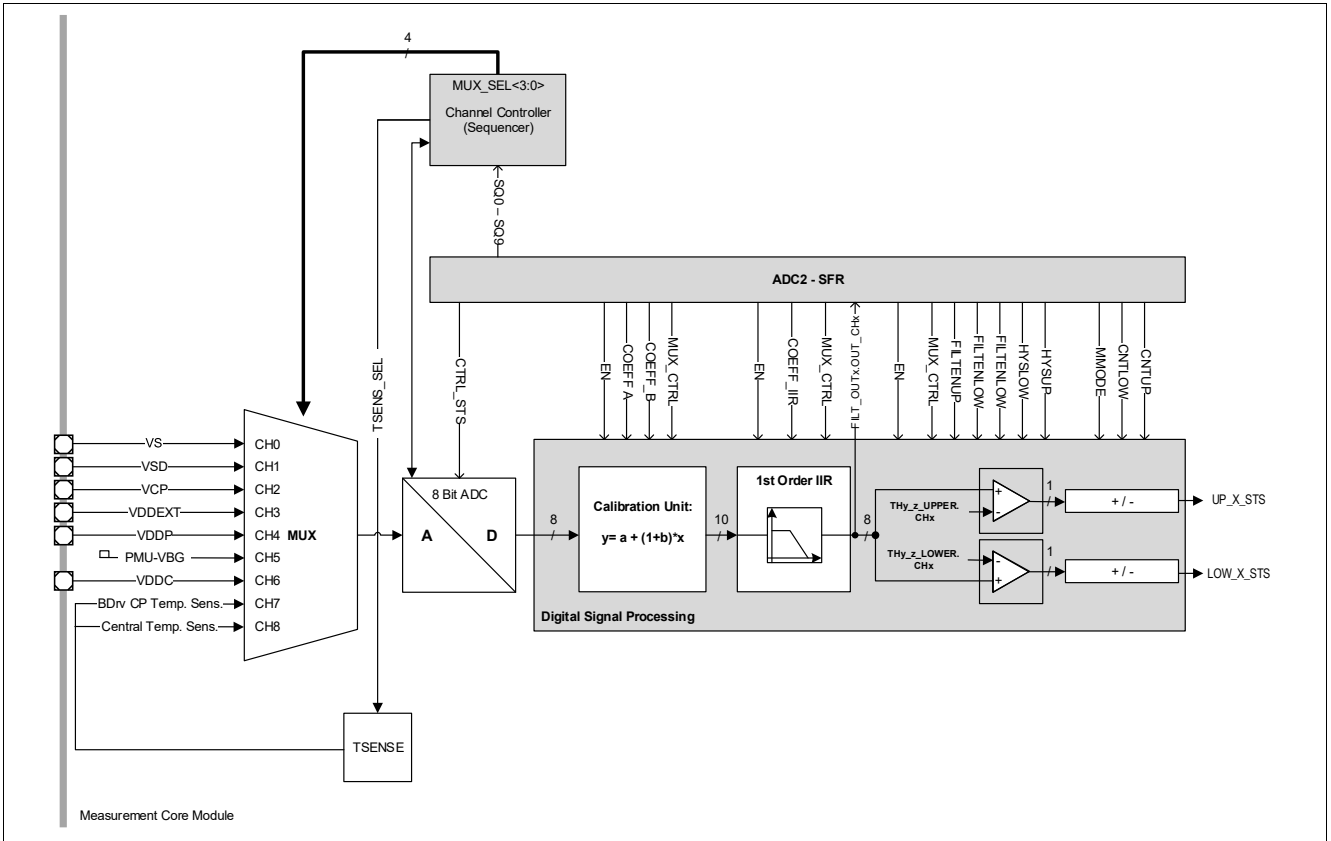 4
MUX_SEL<3:0>
Channel Controller
(Sequencer)
SQ0 – SQ9
ADC2 - SFR
TSENS_SEL
CTRL_STS
EN
COEFF A
COEFF_B
MUX_CTRL
EN
COEFF_IIR
MUX_CTRL
EN
MUX_CTRL
FILTENUP
FILTENLOW
FILTENLOW
HYSLOW
HYSUP
MMODE
CNTLOW
CNTUP
VS
CH0
VSD
CH1
VCP
CH2
VDDEXT
CH3
VDDP
CH4 MUX
PMU-VBG
CH5
VDDC
CH6
BDrv CP Temp. Sens.
CH7
Central Temp. Sens.
CH8
8 Bit ADC
A
D
8
Calibration Unit:
y= a + (1+b)*x
10
1st Order IIR
8
THy_z_UPPER.
CHx
+
-
1
+ / -
UP_X_STS
THy_z_LOWER.
CHx
-
+
1
+ / -
LOW_X_STS
Digital Signal Processing
TSENSE
Measurement Core Module